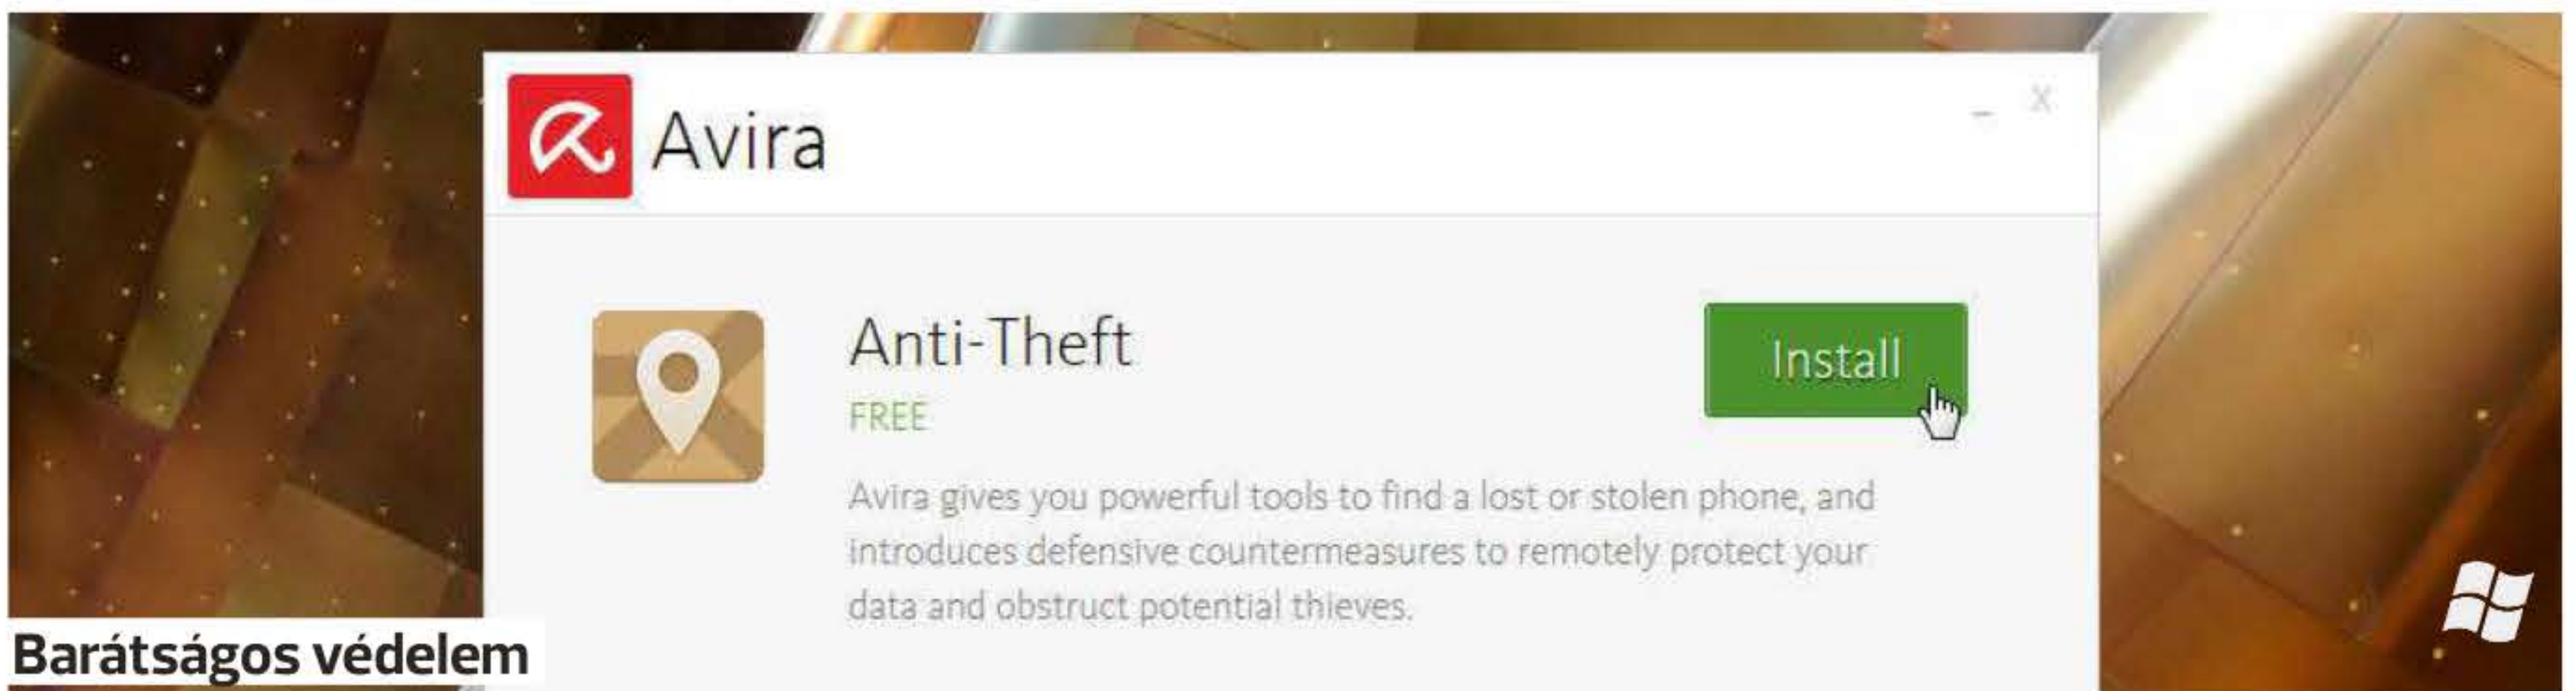 Avira
Anti-Theft
Install
FREE
Avira gives you powerful tools to find a lost or stolen phone, and
introduces defensive countermeasures to remotely protect your
data and obstruct potential thieves.
Barátságos védelem